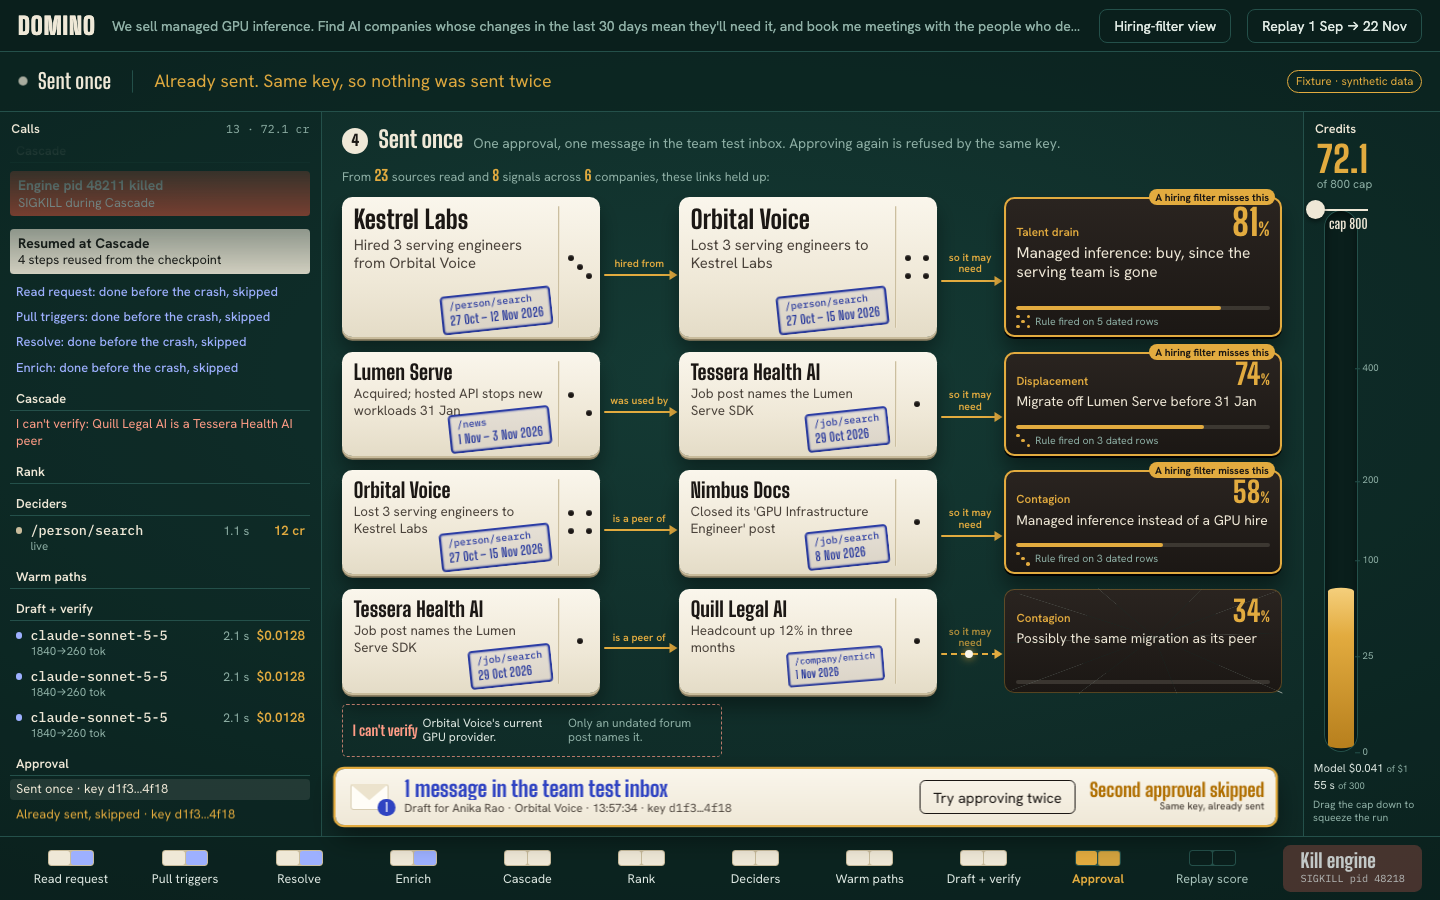 DOMINO
We sell managed GPU inference. Find AI companies whose changes in the last 30 days mean they'll need it, and book me meetings with the people who de...
Hiring-filter view
Replay 1 Sep → 22 Nov
Sent once
Already sent. Same key, so nothing was sent twice
Fixture · synthetic data
Calls
13 · 72.1 cr
Cascade
Engine pid 48211 killed
SIGKILL during Cascade
Resumed at Cascade
4 steps reused from the checkpoint
Read request: done before the crash, skipped
Pull triggers: done before the crash, skipped
Resolve: done before the crash, skipped
Enrich: done before the crash, skipped
Cascade
I can't verify: Quill Legal AI is a Tessera Health AI
peer
Rank
Deciders
/person/search 1.1 s 12 cr
live
Warm paths
Draft + verify
claude-sonnet-5-5 2.1 s $0.0128
1840→260 tok
claude-sonnet-5-5 2.1 s $0.0128
1840→260 tok
claude-sonnet-5-5 2.1 s $0.0128
1840→260 tok
Approval
Sent once · key d1f3…4f18
Already sent, skipped · key d1f3…4f18
4 Sent once One approval, one message in the team test inbox. Approving again is refused by the same key.
From 23 sources read and 8 signals across 6 companies, these links held up:
Kestrel Labs
Hired 3 serving engineers
from Orbital Voice
/person/search
27 Oct – 12 Nov 2026
hired from
Orbital Voice
Lost 3 serving engineers to
Kestrel Labs
/person/search
27 Oct – 15 Nov 2026
so it may
need
A hiring filter misses this
Talent drain
81%
Managed inference: buy, since the
serving team is gone
Rule fired on 5 dated rows
Lumen Serve
Acquired; hosted API stops new
workloads 31 Jan
/news
1 Nov – 3 Nov 2026
was used by
Tessera Health AI
Job post names the Lumen
Serve SDK
/job/search
29 Oct 2026
so it may
need
A hiring filter misses this
Displacement
74%
Migrate off Lumen Serve before 31 Jan
Rule fired on 3 dated rows
Orbital Voice
Lost 3 serving engineers to
Kestrel Labs
/person/search
27 Oct – 15 Nov 2026
is a peer of
Nimbus Docs
Closed its 'GPU Infrastructure
Engineer' post
/job/search
8 Nov 2026
so it may
need
A hiring filter misses this
Contagion
58%
Managed inference instead of a GPU hire
Rule fired on 3 dated rows
Tessera Health AI
Job post names the Lumen
Serve SDK
/job/search
29 Oct 2026
is a peer of
Quill Legal AI
Headcount up 12% in three
months
/company/enrich
1 Nov 2026
so it may
need
Contagion
34%
Possibly the same migration as its peer
I can't verify
Orbital Voice's current
GPU provider.
Only an undated forum
post names it.
1
1 message in the team test inbox
Draft for Anika Rao · Orbital Voice · 13:57:34 · key d1f3…4f18
Try approving twice
Second approval skipped
Same key, already sent
Credits
72.1
of 800 cap
cap 800
400
200
100
25
0
Model $0.041 of $1
55 s of 300
Drag the cap down to
squeeze the run
Read request
Pull triggers
Resolve
Enrich
Cascade
Rank
Deciders
Warm paths
Draft + verify
Approval
Replay score
Kill engine
SIGKILL pid 48218